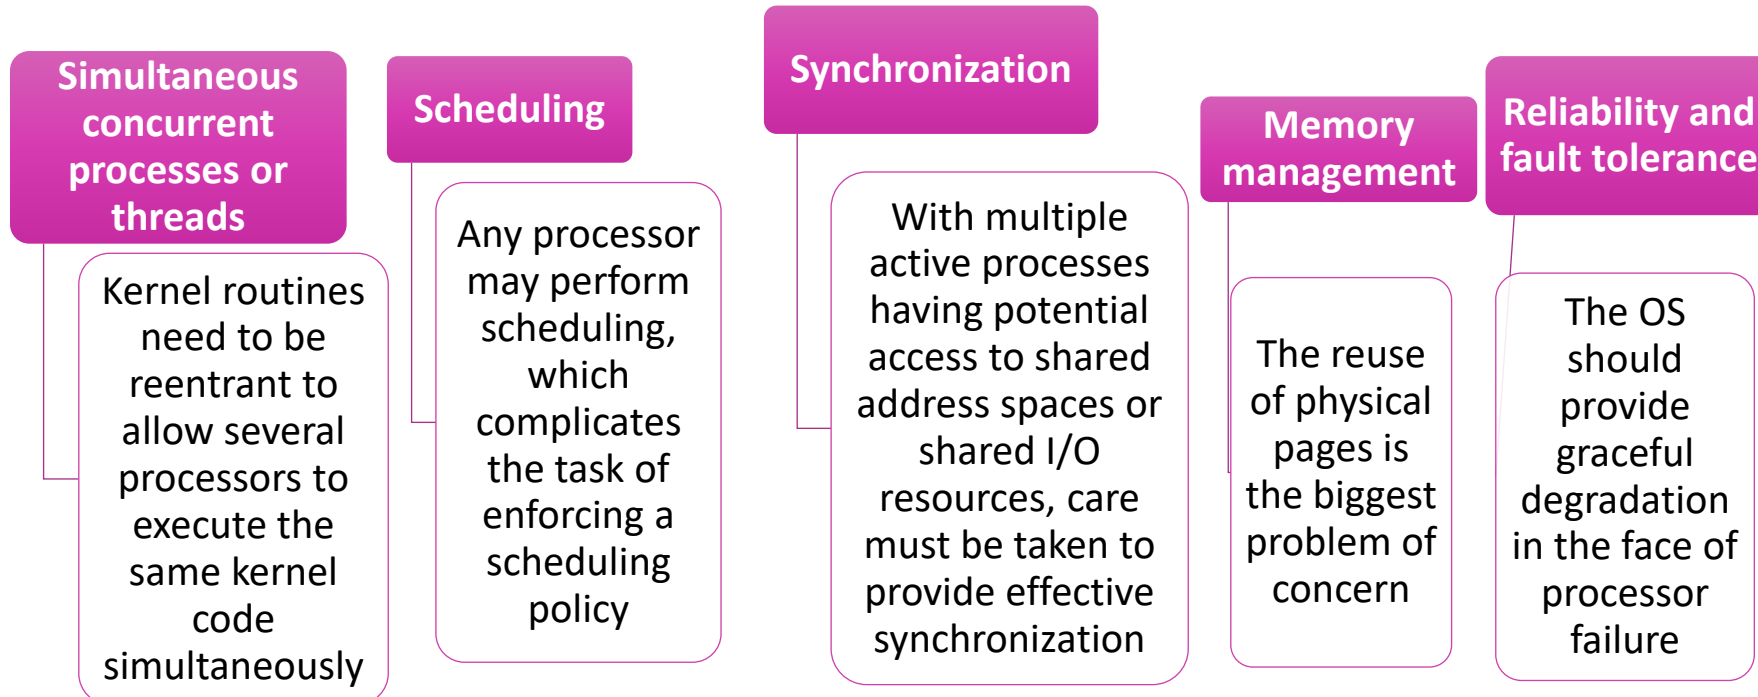 Simultaneous
concurrent
processes or
threads
Kernel routines
need to be
reentrant to
allow several
processors to
execute the
same kernel
code
simultaneously
Scheduling
Any processor
may perform
scheduling,
which
complicates
the task of
enforcing a
scheduling
policy
Synchronization
With multiple
active processes
having potential
access to shared
address spaces or
shared I/O
resources, care
must be taken to
provide effective
synchronization
Memory
management
The reuse
of physical
pages is
the biggest
problem of
concern
Reliability and
fault tolerance
The OS
should
provide
graceful
degradation
in the face of
processor
failure